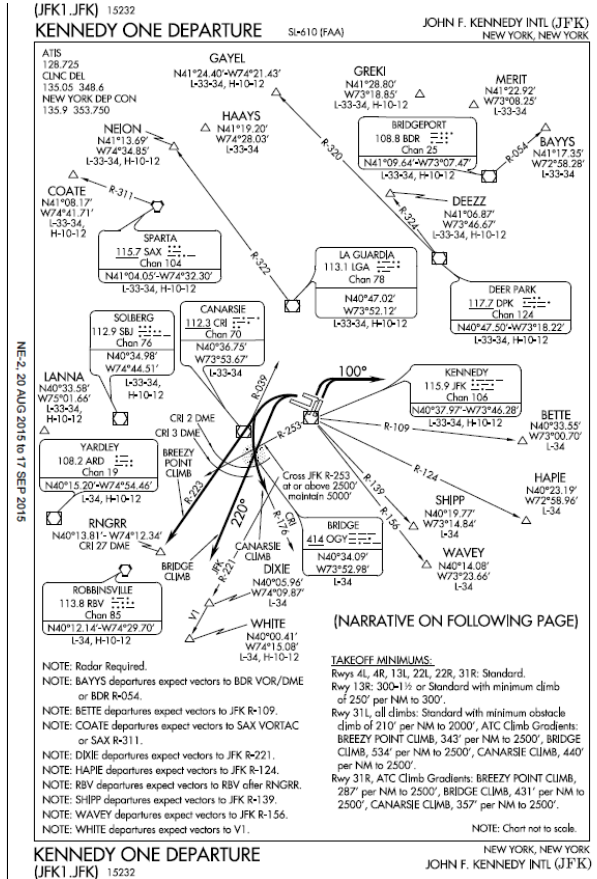 (JFK1.JFK) 15232
KENNEDY ONE DEPARTURE
SL-610 (FAA)
JOHN F. KENNEDY INTL (JFK)
NEW YORK, NEW YORK
ATIS
128.725
CLNC DEL
135.05 348.6
NEW YORK DEP CON
135.9 353.750
GAYEL
N41°24.40'-W74°21.43'
L-33-34, H-10-12
GREKI
N41°28.80'
W73°18.85'
L-33-34, H-10-12
MERIT
N41°22.92'
W73°08.25'
L-33-34, H-10-12
HAAYS
N41°19.20'
W74°28.03'
L-33-34
NEION
N41°13.69'
W74°34.85'
L-33-34, H-10-12
BRIDGEPORT
108.8 BDR
Chan 25
N41°09.64'-W73°07.47'
L-33-34, H-10-12
R-054
BAYYS
N41°17.35'
W72°58.28'
L-33-34
R-320
COATE
N41°08.17'
W74°41.71'
L-33-34,
H-10-12
R-311
DEEZZ
N41°06.87'
W73°46.67'
L-33-34, H-10-12
R-324
SPARTA
115.7 SAX
Chan 104
N41°04.05'-W74°32.30'
L-33-34, H-10-12
R-322
LA GUARDIA
113.1 LGA
Chan 78
N40°47.02'
W73°52.12'
L-33-34, H-10-12
DEER PARK
117.7 DPK
Chan 124
N40°47.50'-W73°18.22'
L-33-34, H-10-12
SOLBERG
112.9 SBJ
Chan 76
N40°34.98'
W74°44.51'
L-33-34,
H-10-12
CANARSIE
112.3 CRI
Chan 70
N40°36.75'
W73°53.67'
L-33-34
R-039
100°
KENNEDY
115.9 JFK
Chan 106
N40°37.97'-W73°46.28'
L-33-34, H-10-12
LANNA
N40°33.58'
W75°01.66'
L-33-34,
H-10-12
CRI 2 DME
CRI 3 DME
R-253
R-109
BETTE
N40°33.55'
W73°00.70'
L-34
YARDLEY
108.2 ARD
Chan 19
N40°15.20'-W74°54.46'
L-34, H-10-12
BREEZY
POINT
CLIMB
R-223
Cross JFK R-253
at or above 2500'
maintain 5000'
R-139
R-124
R-156
HAPIE
N40°23.19'
W72°58.96'
L-34
220°
CRI
R-176
SHIPP
N40°19.77'
W73°14.84'
L-34
RNGRR
N40°13.81'-W74°12.34'
CRI 27 DME
BRIDGE
CLIMB
CANARSIE
CLIMB
BRIDGE
414 OGY
N40°34.09'
W73°52.98'
L-34
WAVEY
N40°14.08'
W73°23.66'
L-34
JFK
R-221
DIXIE
N40°05.96'
W74°09.87'
L-34
ROBBINSVILLE
113.8 RBV
Chan 85
N40°12.14'-W74°29.70'
L-34, H-10-12
V1
WHITE
N40°00.41'
W74°15.08'
L-34, H-10-12
(NARRATIVE ON FOLLOWING PAGE)
NOTE: Radar Required.
NOTE: BAYYS departures expect vectors to BDR VOR/DME
or BDR R-054.
NOTE: BETTE departures expect vectors to JFK R-109.
NOTE: COATE departures expect vectors to SAX VORTAC
or SAX R-311.
NOTE: DIXIE departures expect vectors to JFK R-221.
NOTE: HAPIE departures expect vectors to JFK R-124.
NOTE: RBV departures expect vectors to RBV after RNGRR.
NOTE: SHIPP departures expect vectors to JFK R-139.
NOTE: WAVEY departures expect vectors to JFK R-156.
NOTE: WHITE departures expect vectors to V1.
TAKEOFF MINIMUMS:
Rwys 4L, 4R, 13L, 22L, 22R, 31R: Standard.
Rwy 13R: 300-1½ or Standard with minimum climb
of 250' per NM to 300'.
Rwy 31L, all climbs: Standard with minimum obstacle
climb of 210' per NM to 2000', ATC Climb Gradients:
BREEZY POINT CLIMB, 343' per NM to 2500', BRIDGE
CLIMB, 534' per NM to 2500', CANARSIE CLIMB, 440'
per NM to 2500'.
Rwy 31R, ATC Climb Gradients: BREEZY POINT CLIMB,
287' per NM to 2500', BRIDGE CLIMB, 431' per NM to
2500', CANARSIE CLIMB, 357' per NM to 2500'.
NOTE: Chart not to scale.
KENNEDY ONE DEPARTURE
(JFK1.JFK) 15232
NEW YORK, NEW YORK
JOHN F. KENNEDY INTL (JFK)
NE-2, 20 AUG 2015 to 17 SEP 2015